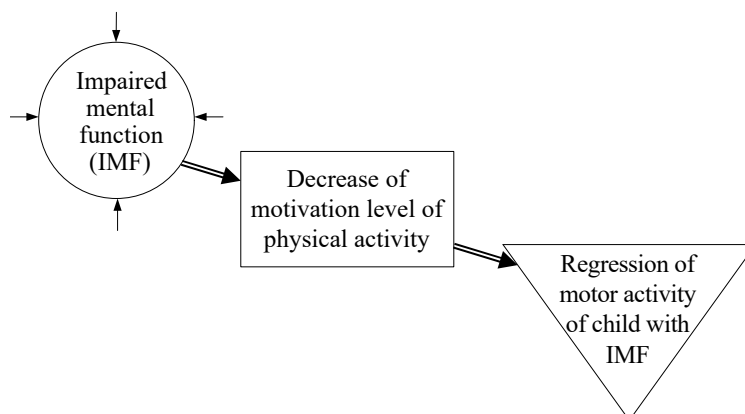 Impaired
mental
function
(IMF)
Decrease of
motivation level of
physical activity
Regression of
motor activity
of child with
IMF